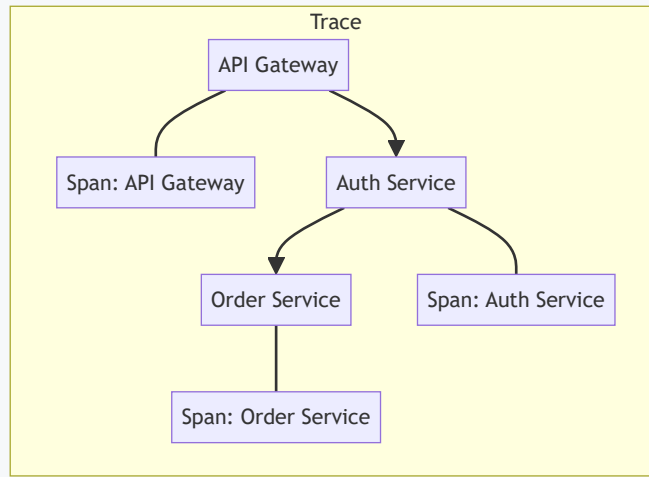 Trace
API Gateway
Span: API Gateway
Auth Service
Order Service
Span: Auth Service
Span: Order Service